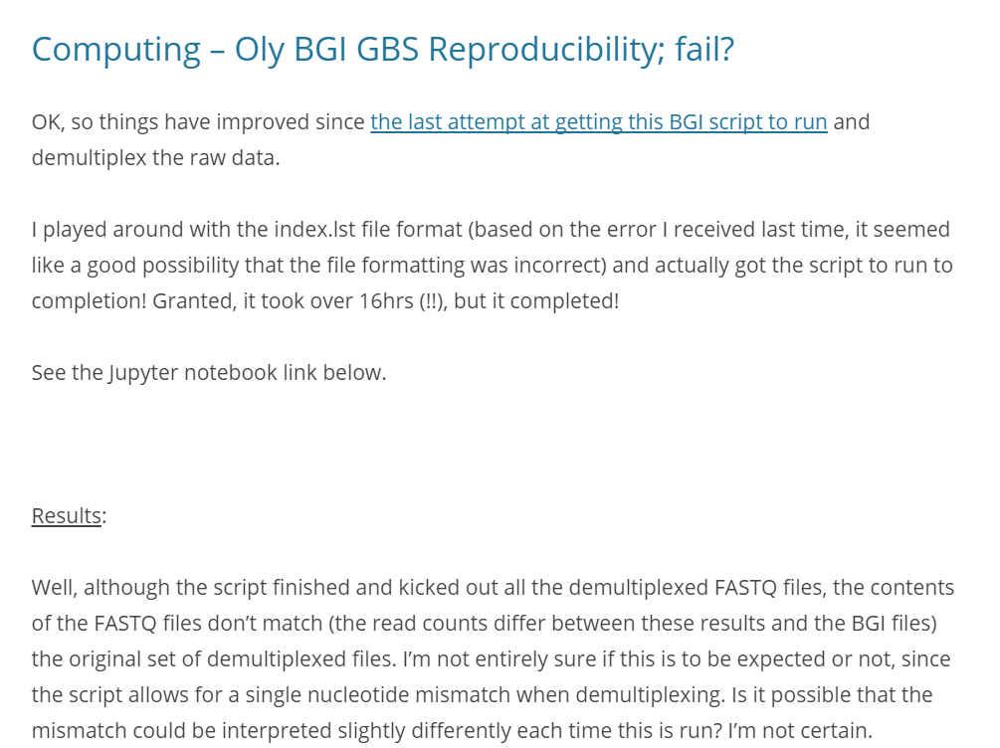 Computing – Oly BGI GBS Reproducibility; fail?
OK, so things have improved since the last attempt at getting this BGI script to run and
demultiplex the raw data.
I played around with the index.lst file format (based on the error I received last time, it seemed
like a good possibility that the file formatting was incorrect) and actually got the script to run to
completion! Granted, it took over 16hrs (!!), but it completed!
See the Jupyter notebook link below.
Results:
Well, although the script finished and kicked out all the demultiplexed FASTQ files, the contents
of the FASTQ files don’t match (the read counts differ between these results and the BGI files)
the original set of demultiplexed files. I’m not entirely sure if this is to be expected or not, since
the script allows for a single nucleotide mismatch when demultiplexing. Is it possible that the
mismatch could be interpreted slightly differently each time this is run? I’m not certain.